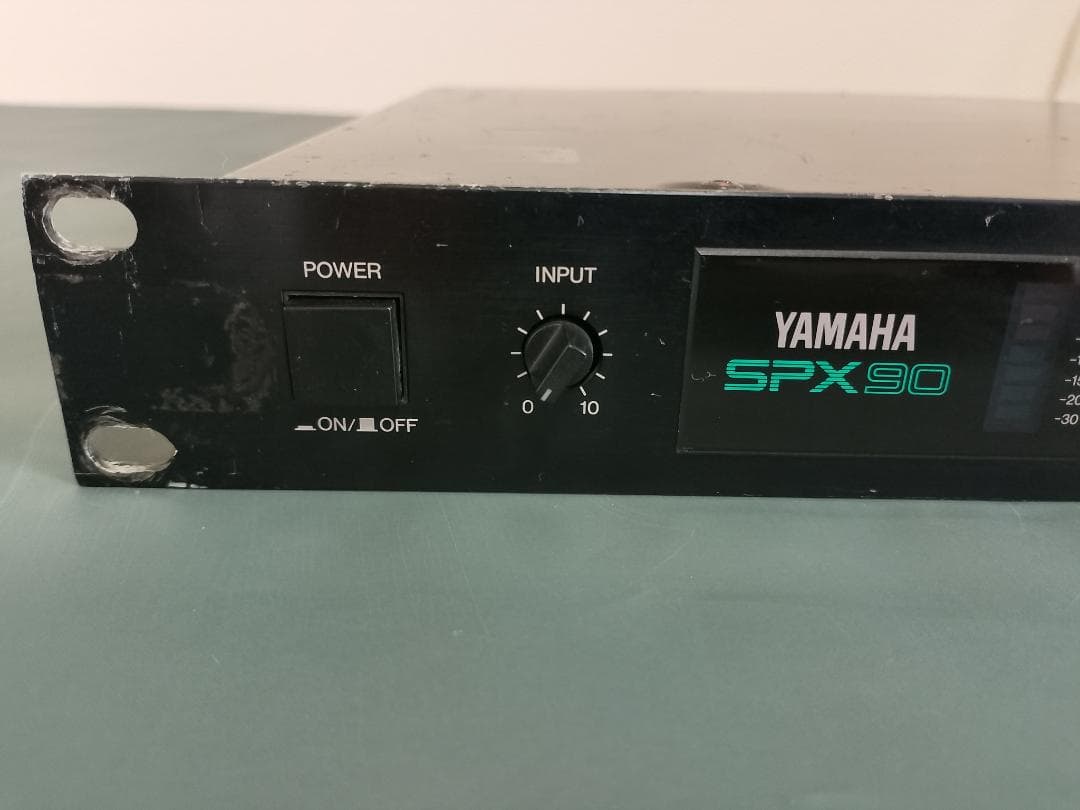 POWER
INPUT
0
10
ON/
OFF
YAMAHA
SPX90
-15
-20
-30